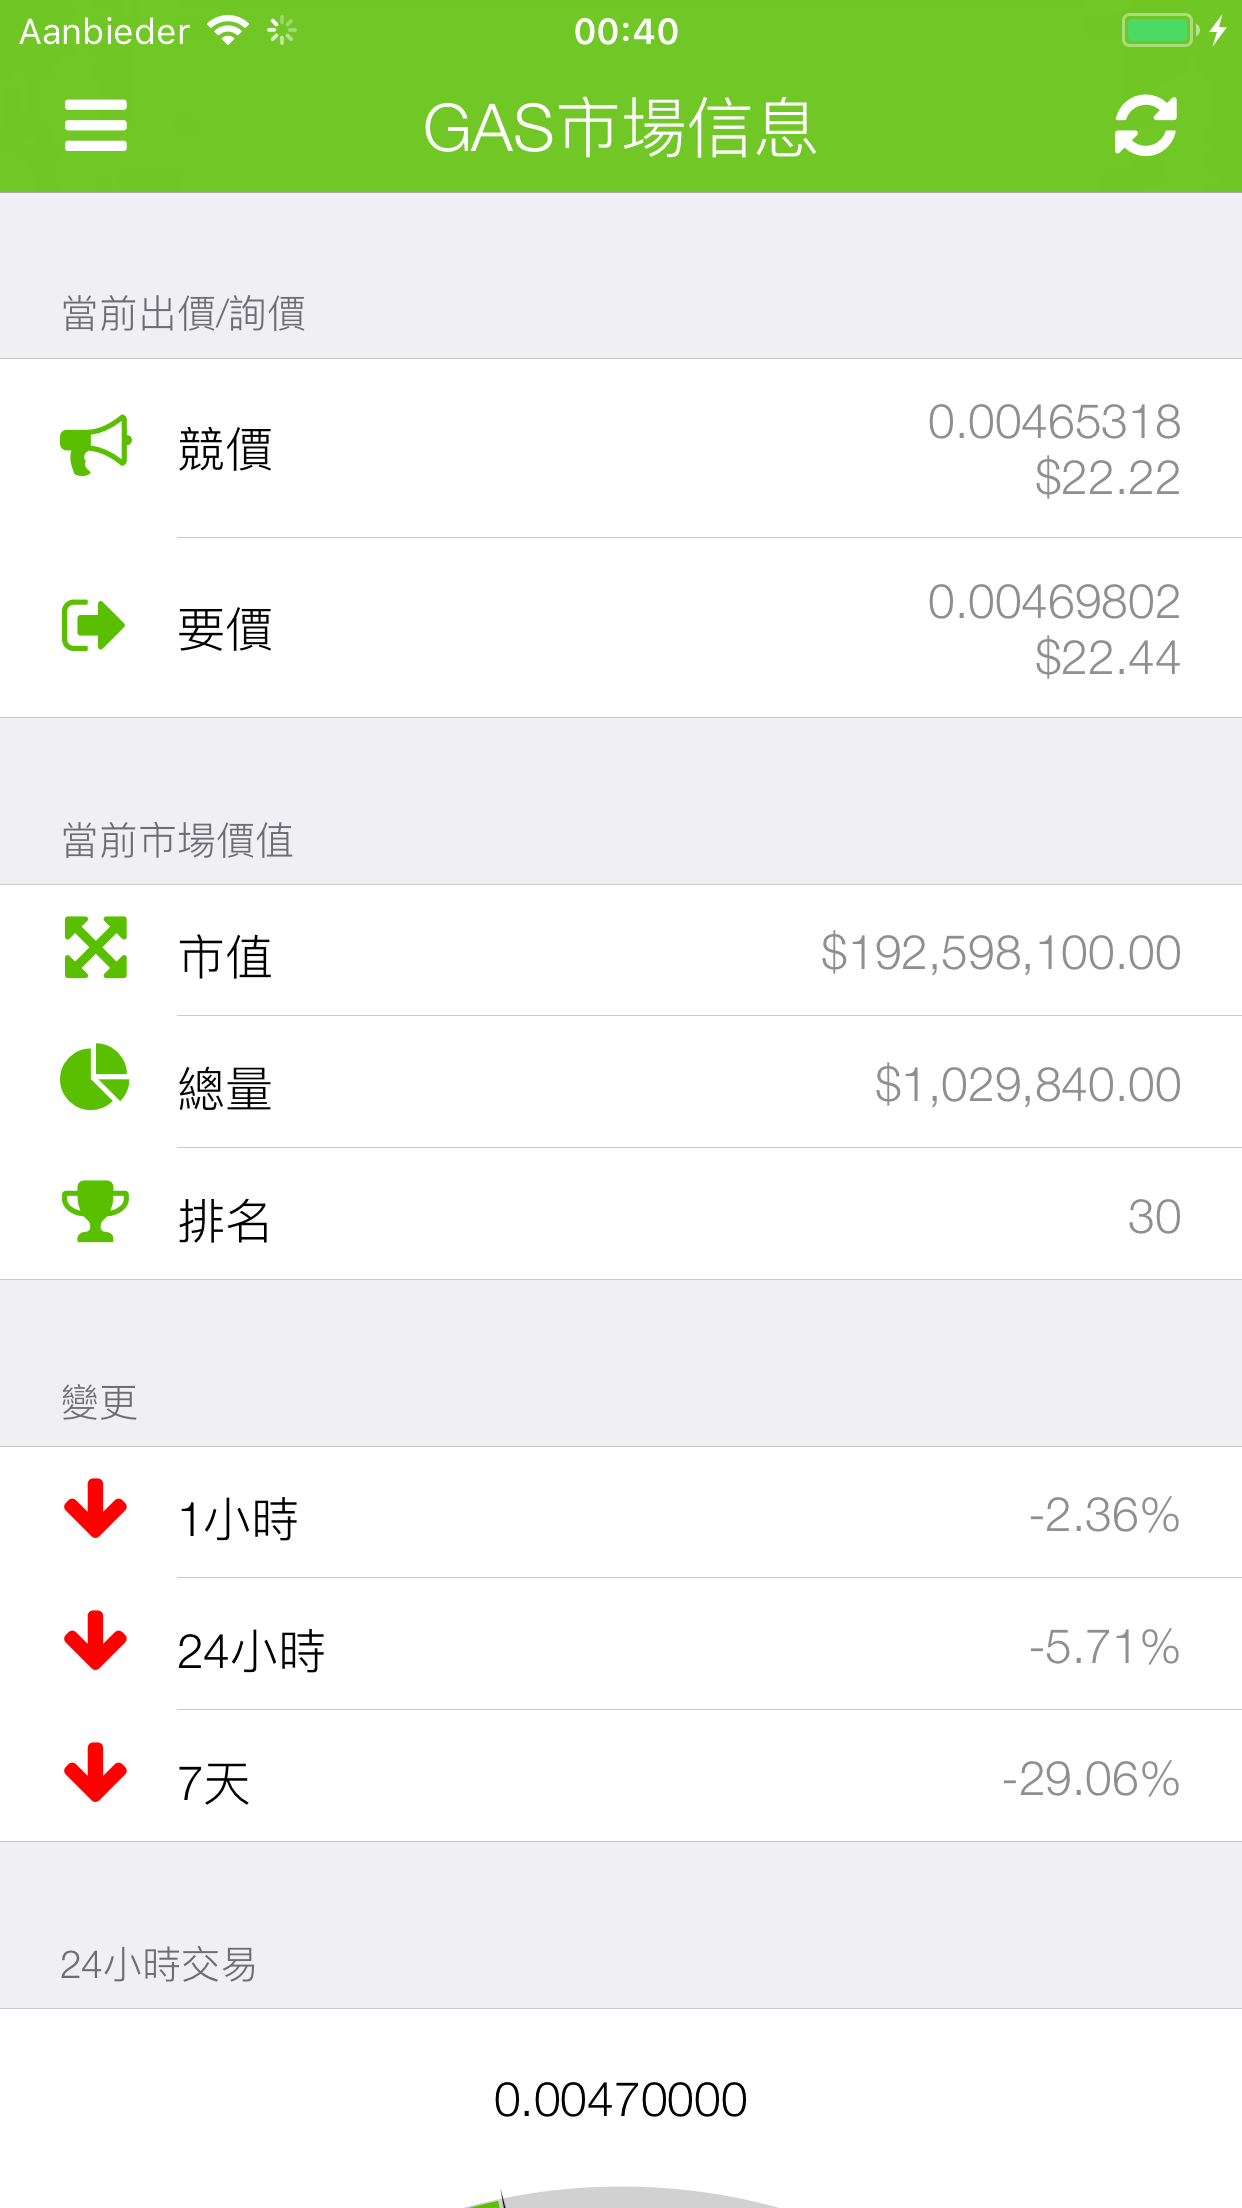 Aanbieder
00:40
GAS市場信息
當前出價/詢價
競價
0.00465318
$22.22
要價
0.00469802
$22.44
當前市場價值
市值
$192,598,100.00
總量
$1,029,840.00
排名
30
變更
1小時
-2.36%
24小時
-5.71%
7天
-29.06%
24小時交易
0.00470000